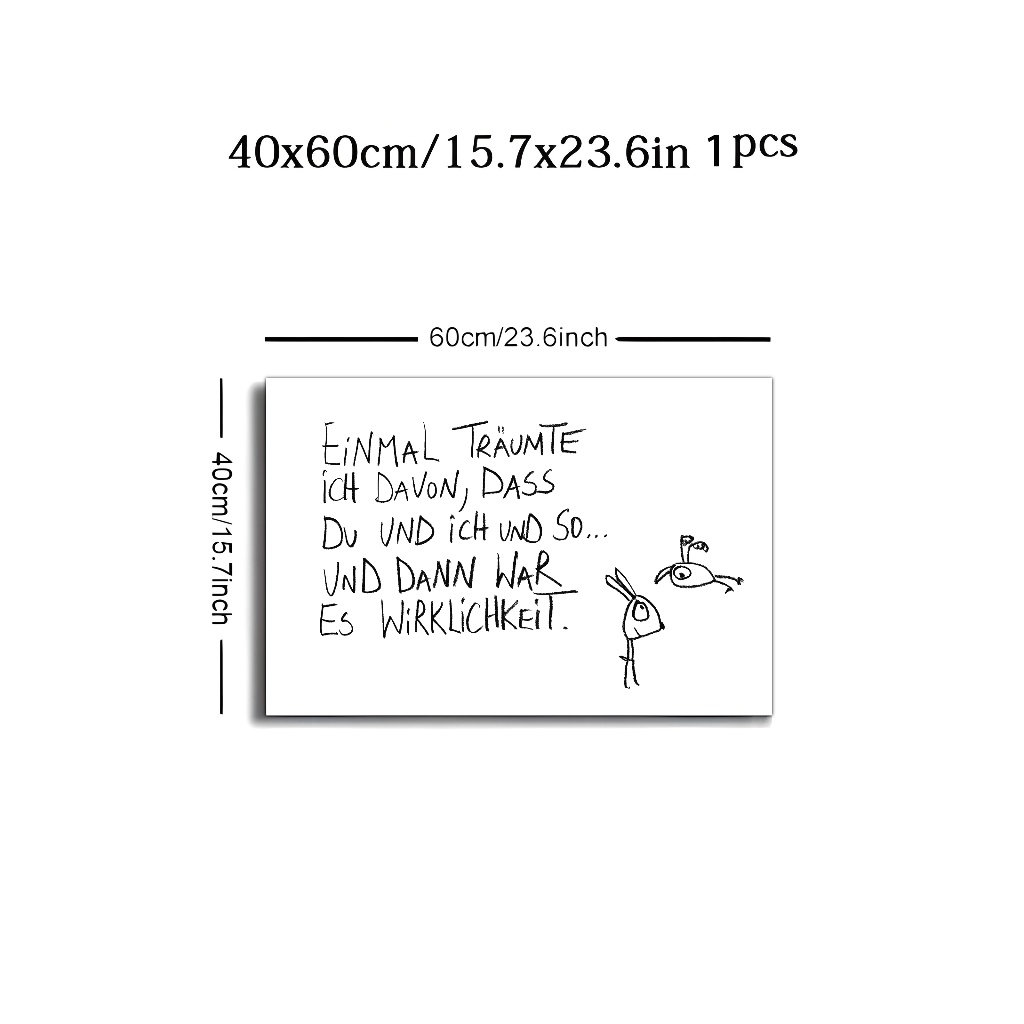 40x60cm/15.7x23.6in 1pcs
60cm/23.6inch
40cm/15.7inch
EiNMAL TRÄUMTE
iCH DAVON, DASS
DU UND iCH UND SO...
UND DANN WAR
ES WiRKLiCHKEiT.